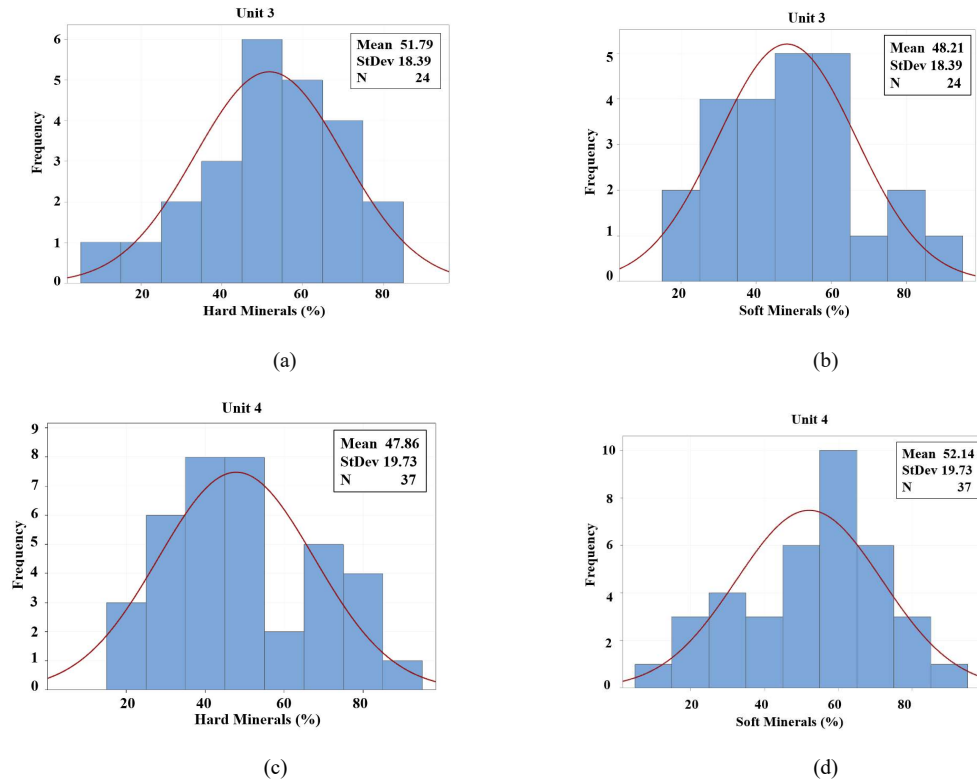 Unit 3
Mean 51.79
StDev 18.39
N 24
6
5
4
3
2
1
0
Frequency
20 40 60 80
Hard Minerals (%)
(a)
Unit 3
Mean 48.21
StDev 18.39
N 24
5
4
3
2
1
0
Frequency
20 40 60 80
Soft Minerals (%)
(b)
Unit 4
Mean 47.86
StDev 19.73
N 37
9
8
7
6
5
4
3
2
1
0
Frequency
20 40 60 80
Hard Minerals (%)
(c)
Unit 4
Mean 52.14
StDev 19.73
N 37
10
8
6
4
2
0
Frequency
20 40 60 80
Soft Minerals (%)
(d)